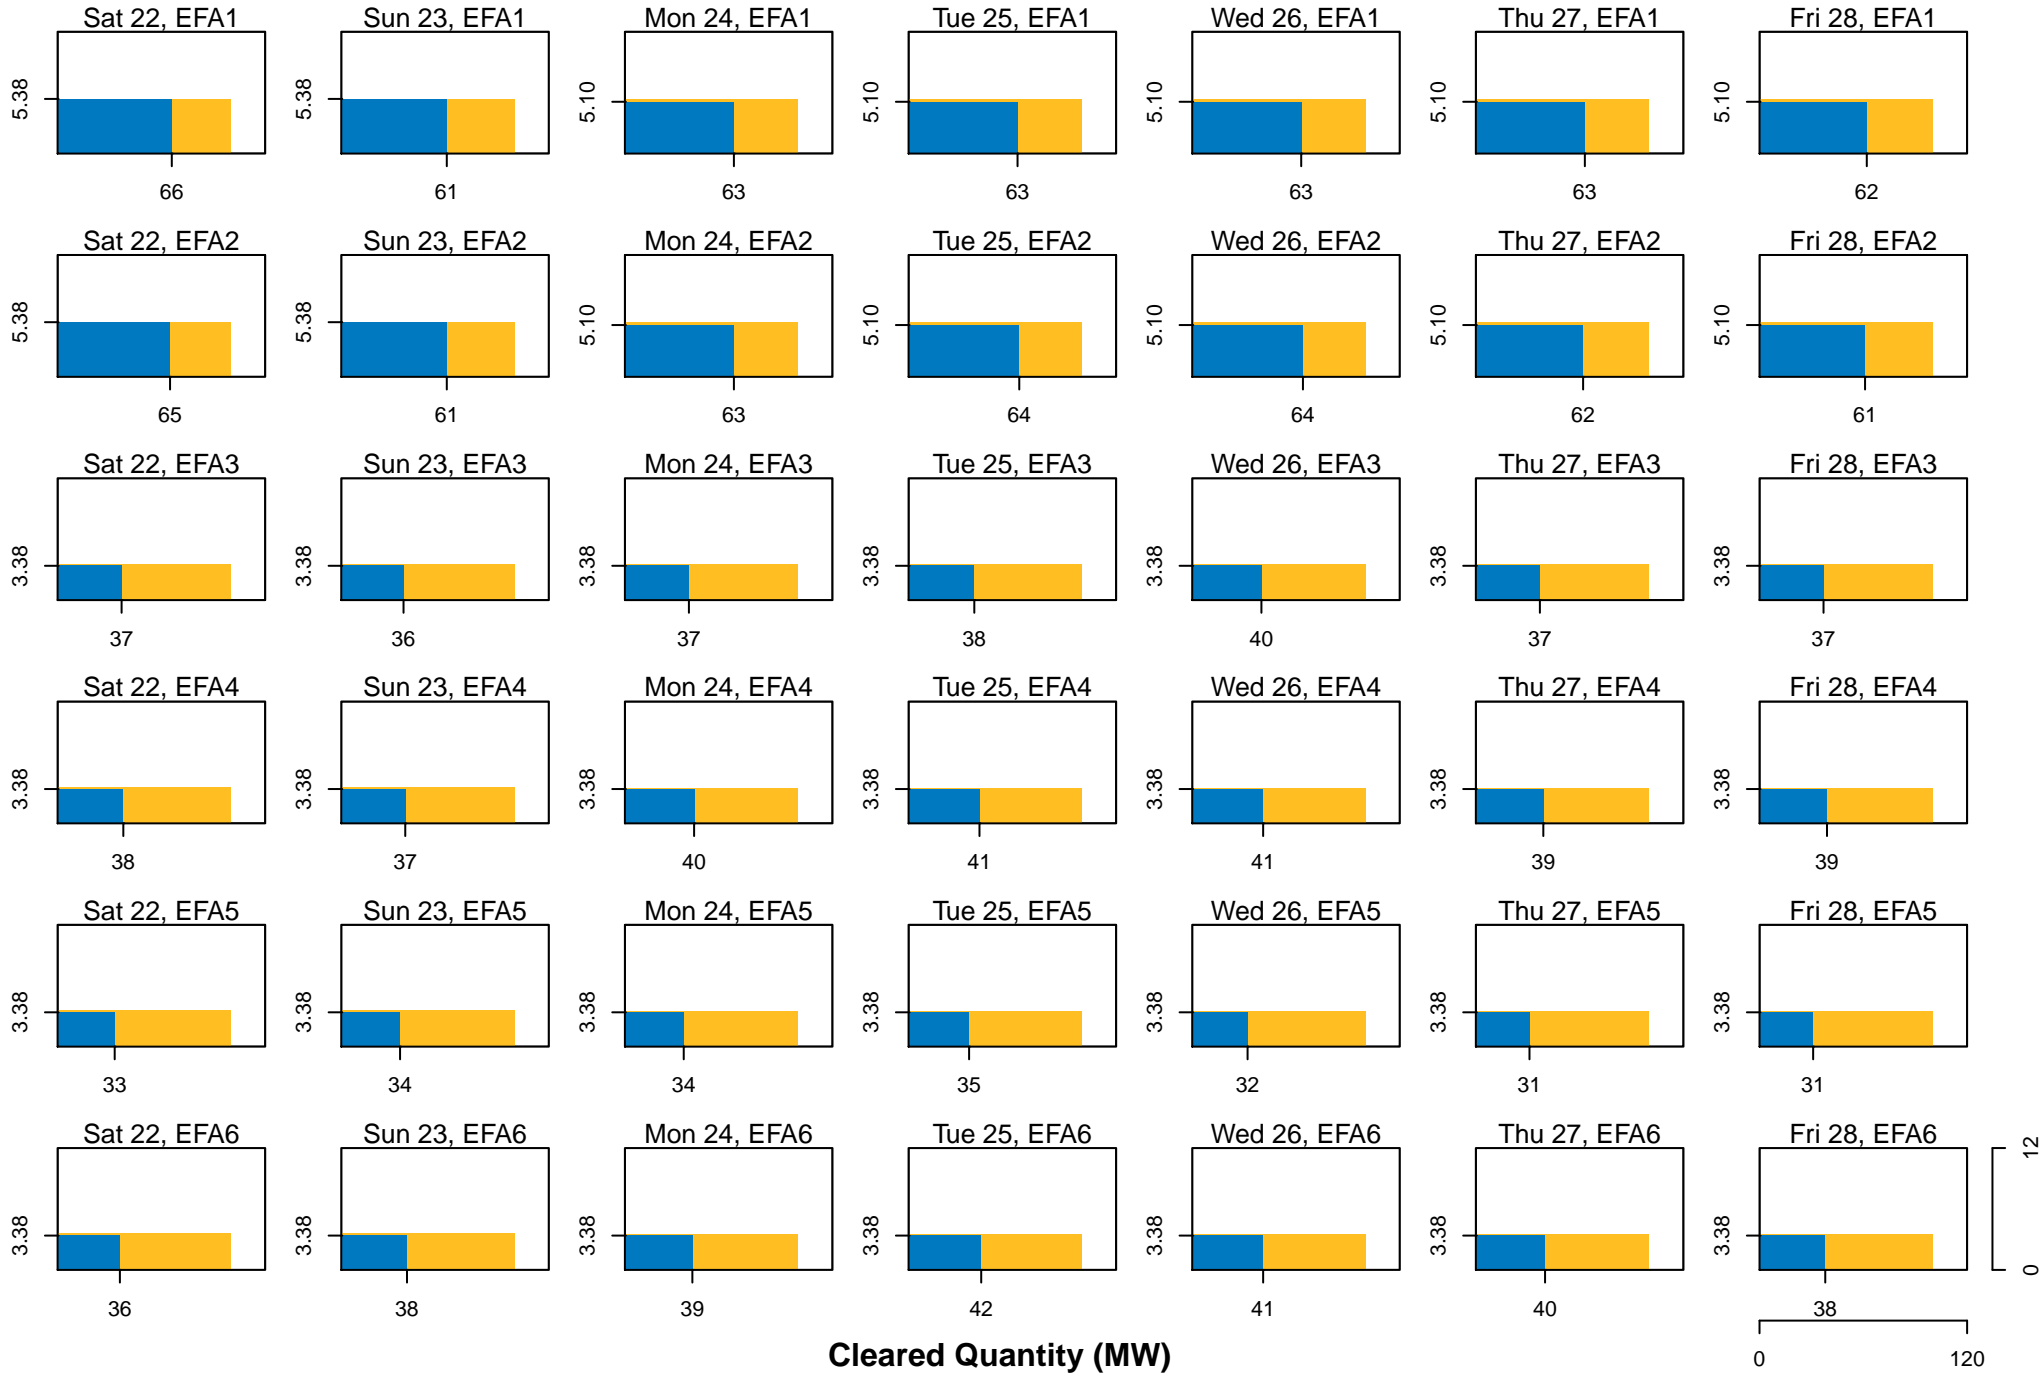 Sat 22, EFA1 Sun 23, EFA1 Mon 24, EFA1 Tue 25, EFA1 Wed 26, EFA1 Thu 27, EFA1 Fri 28, EFA1
5.38 5.38 5.10 5.10 5.10 5.10 5.10
66 61 63 63 63 63 62
Sat 22, EFA2 Sun 23, EFA2 Mon 24, EFA2 Tue 25, EFA2 Wed 26, EFA2 Thu 27, EFA2 Fri 28, EFA2
5.38 5.38 5.10 5.10 5.10 5.10 5.10
65 61 63 64 64 62 61
Sat 22, EFA3 Sun 23, EFA3 Mon 24, EFA3 Tue 25, EFA3 Wed 26, EFA3 Thu 27, EFA3 Fri 28, EFA3
3.38 3.38 3.38 3.38 3.38 3.38 3.38
37 36 37 38 40 37 37
Sat 22, EFA4 Sun 23, EFA4 Mon 24, EFA4 Tue 25, EFA4 Wed 26, EFA4 Thu 27, EFA4 Fri 28, EFA4
3.38 3.38 3.38 3.38 3.38 3.38 3.38
38 37 40 41 41 39 39
Sat 22, EFA5 Sun 23, EFA5 Mon 24, EFA5 Tue 25, EFA5 Wed 26, EFA5 Thu 27, EFA5 Fri 28, EFA5
3.38 3.38 3.38 3.38 3.38 3.38 3.38
33 34 34 35 32 31 31
Sat 22, EFA6 Sun 23, EFA6 Mon 24, EFA6 Tue 25, EFA6 Wed 26, EFA6 Thu 27, EFA6 Fri 28, EFA6
3.38 3.38 3.38 3.38 3.38 3.38 3.38 0 12
36 38 39 42 41 40 38
Cleared Quantity (MW)
0 120